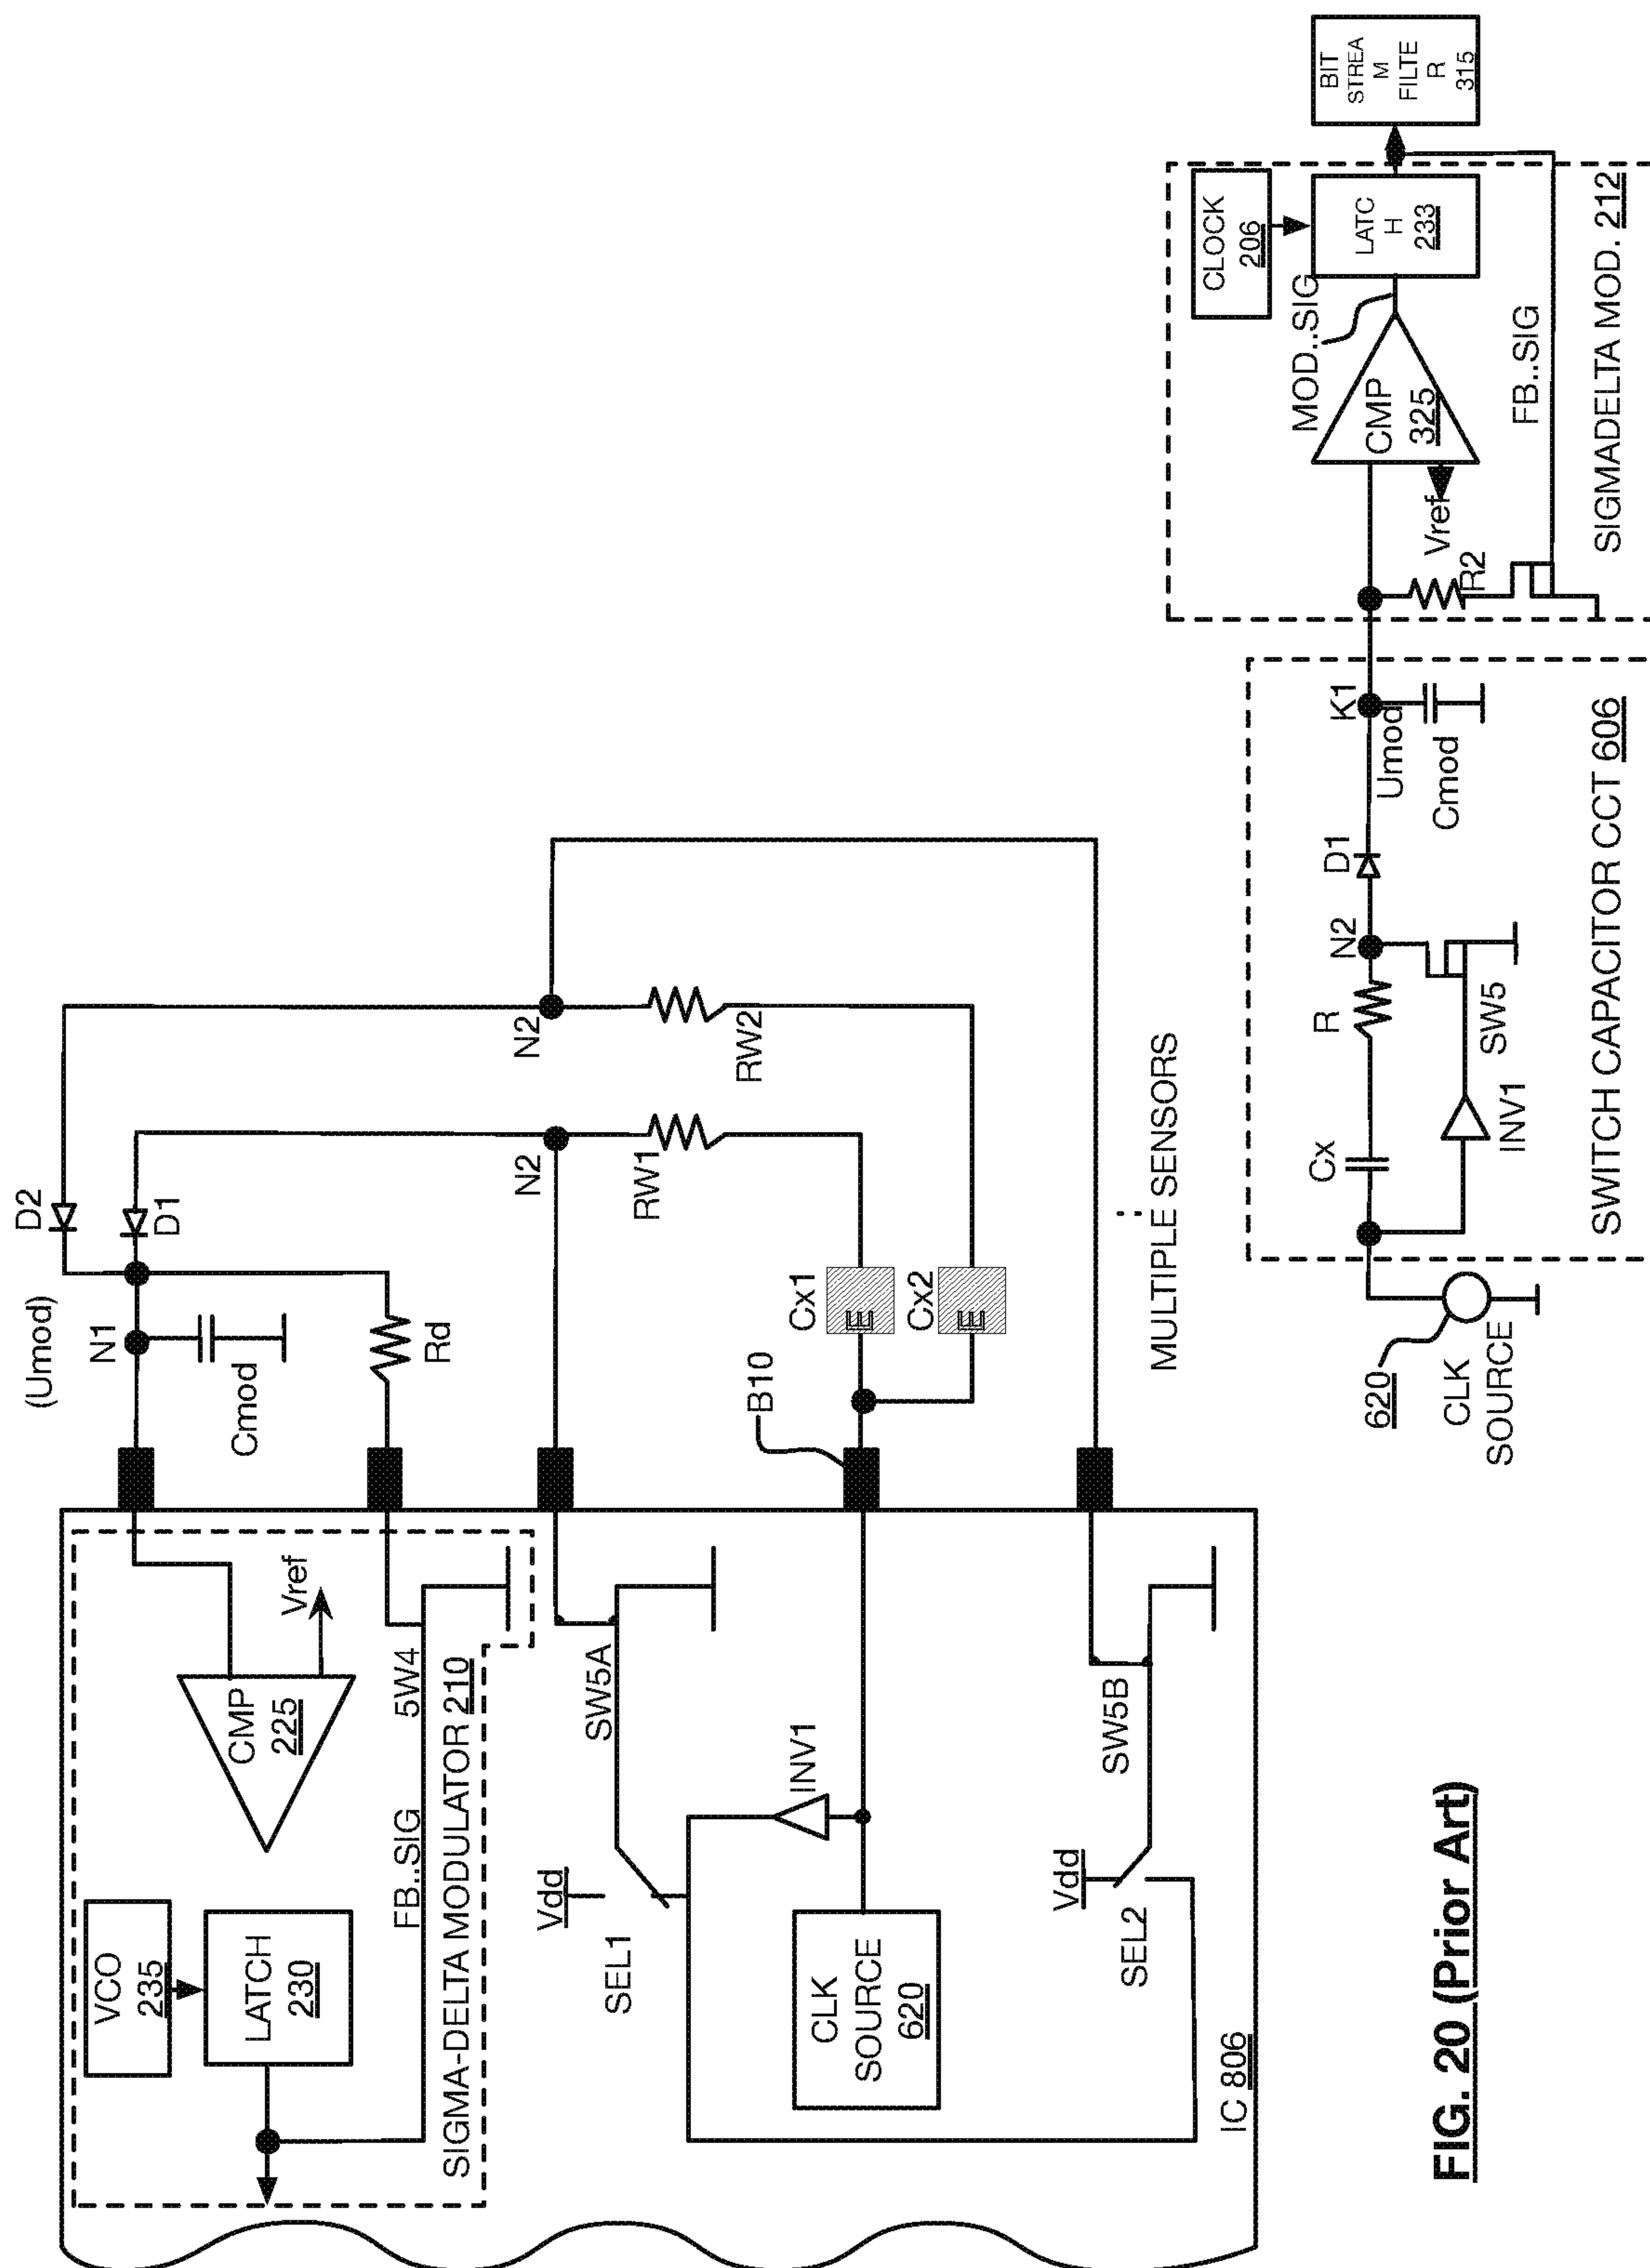 VCO
235
LATCH
230
CMP
225
Vref
FB..SIG
5W4
SIGMA-DELTA MODULATOR 210
(Umod)
N1
Cmod
Rd
D2
D1
N2
RW1
N2
RW2
Vdd
SEL1
SW5A
INV1
CLK
SOURCE
620
B10
Cx1
E
Cx2
E
Vdd
SEL2
SW5B
IC 806
MULTIPLE SENSORS
620
CLK
SOURCE
Cx
R
N2
D1
K1
Umod
Cmod
INV1
SW5
SWITCH CAPACITOR CCT 606
R2
Vref
CMP
325
MOD..SIG
CLOCK
206
LATC
H
233
FB..SIG
SIGMADELTA MOD. 212
BIT
STREA
M
FILTE
R
315
FIG. 20 (Prior Art)